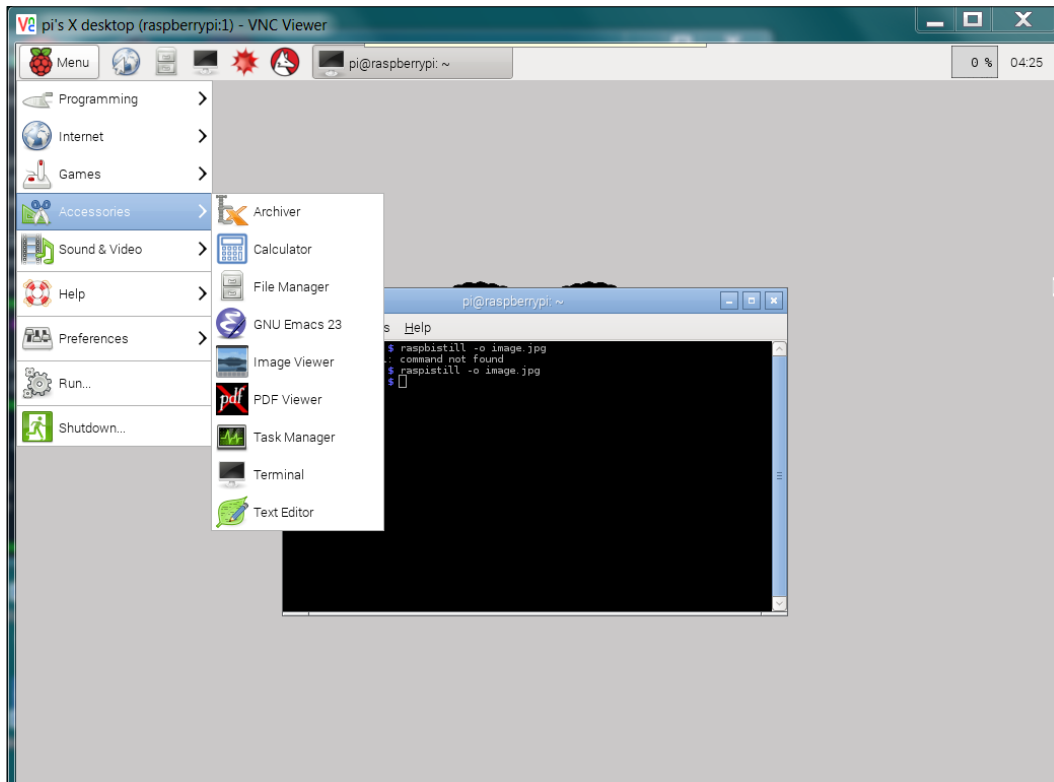 pi's X desktop (raspberrypi:1) - VNC Viewer
Menu
pi@raspberrypi: ~
0 %
04:25
Programming
Internet
Games
Accessories
Sound & Video
Help
Preferences
Run...
Shutdown...
Archiver
Calculator
File Manager
GNU Emacs 23
Image Viewer
pdf
PDF Viewer
Task Manager
Terminal
Text Editor
pi@raspberrypi: ~
s Help
$ raspbistill -o image.jpg
: command not found
$ raspistill -o image.jpg
$